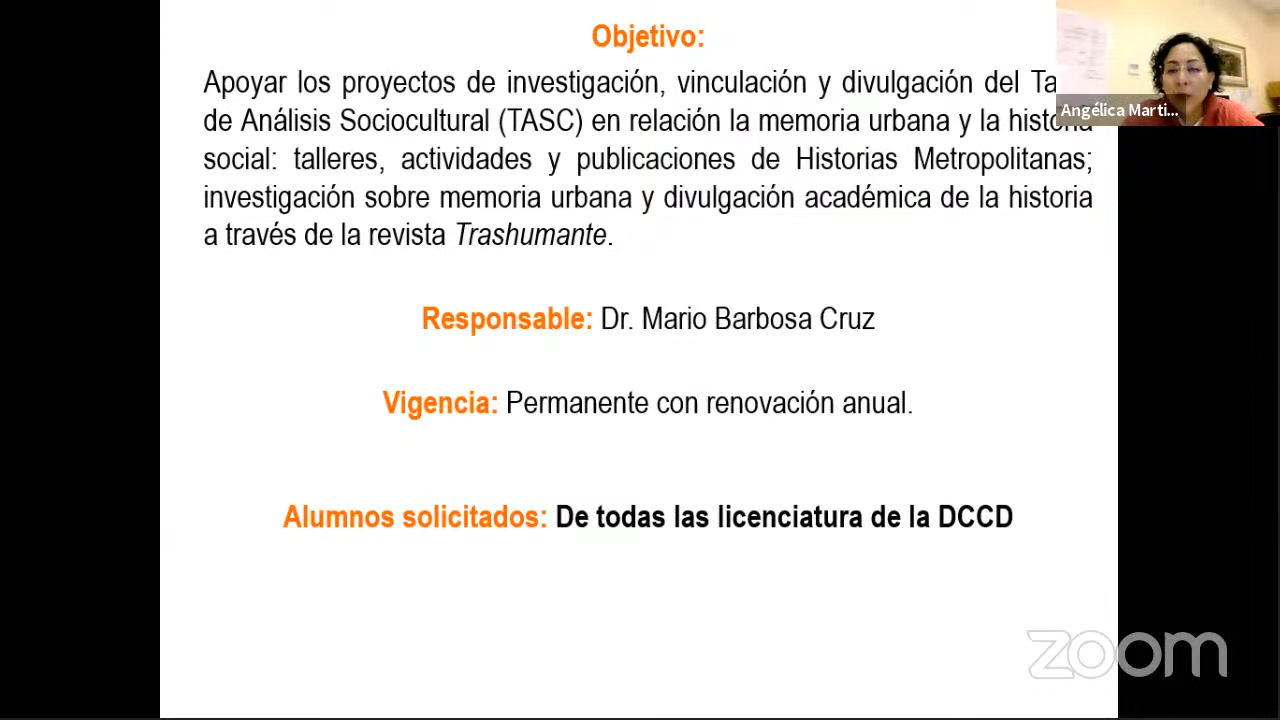 Objetivo:
Apoyar los proyectos de investigación, vinculación y divulgación del
de Análisis Sociocultural (TASC) en relación la memoria urbana y la historia
social: talleres, actividades y publicaciones de Historias Metropolitanas;
investigación sobre memoria urbana y divulgación académica de la historia
a través de la revista Trashumante.
Responsable: Dr. Mario Barbosa Cruz
Vigencia: Permanente con renovación anual.
Alumnos solicitados: De todas las licenciatura de la DCCD
Angélica Marti...
zoom